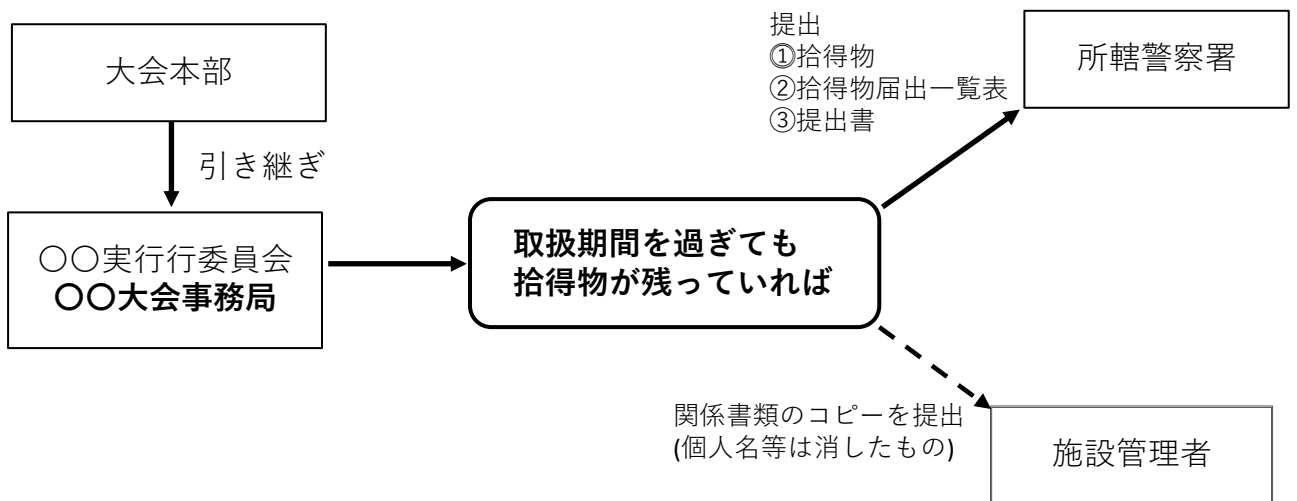 大会本部
引き継ぎ
〇〇実行行委員会
〇〇大会事務局
取扱期間を過ぎても
拾得物が残っていれば
提出
①拾得物
②拾得物届出一覧表
③提出書
所轄警察署
関係書類のコピーを提出
(個人名等は消したもの)
施設管理者